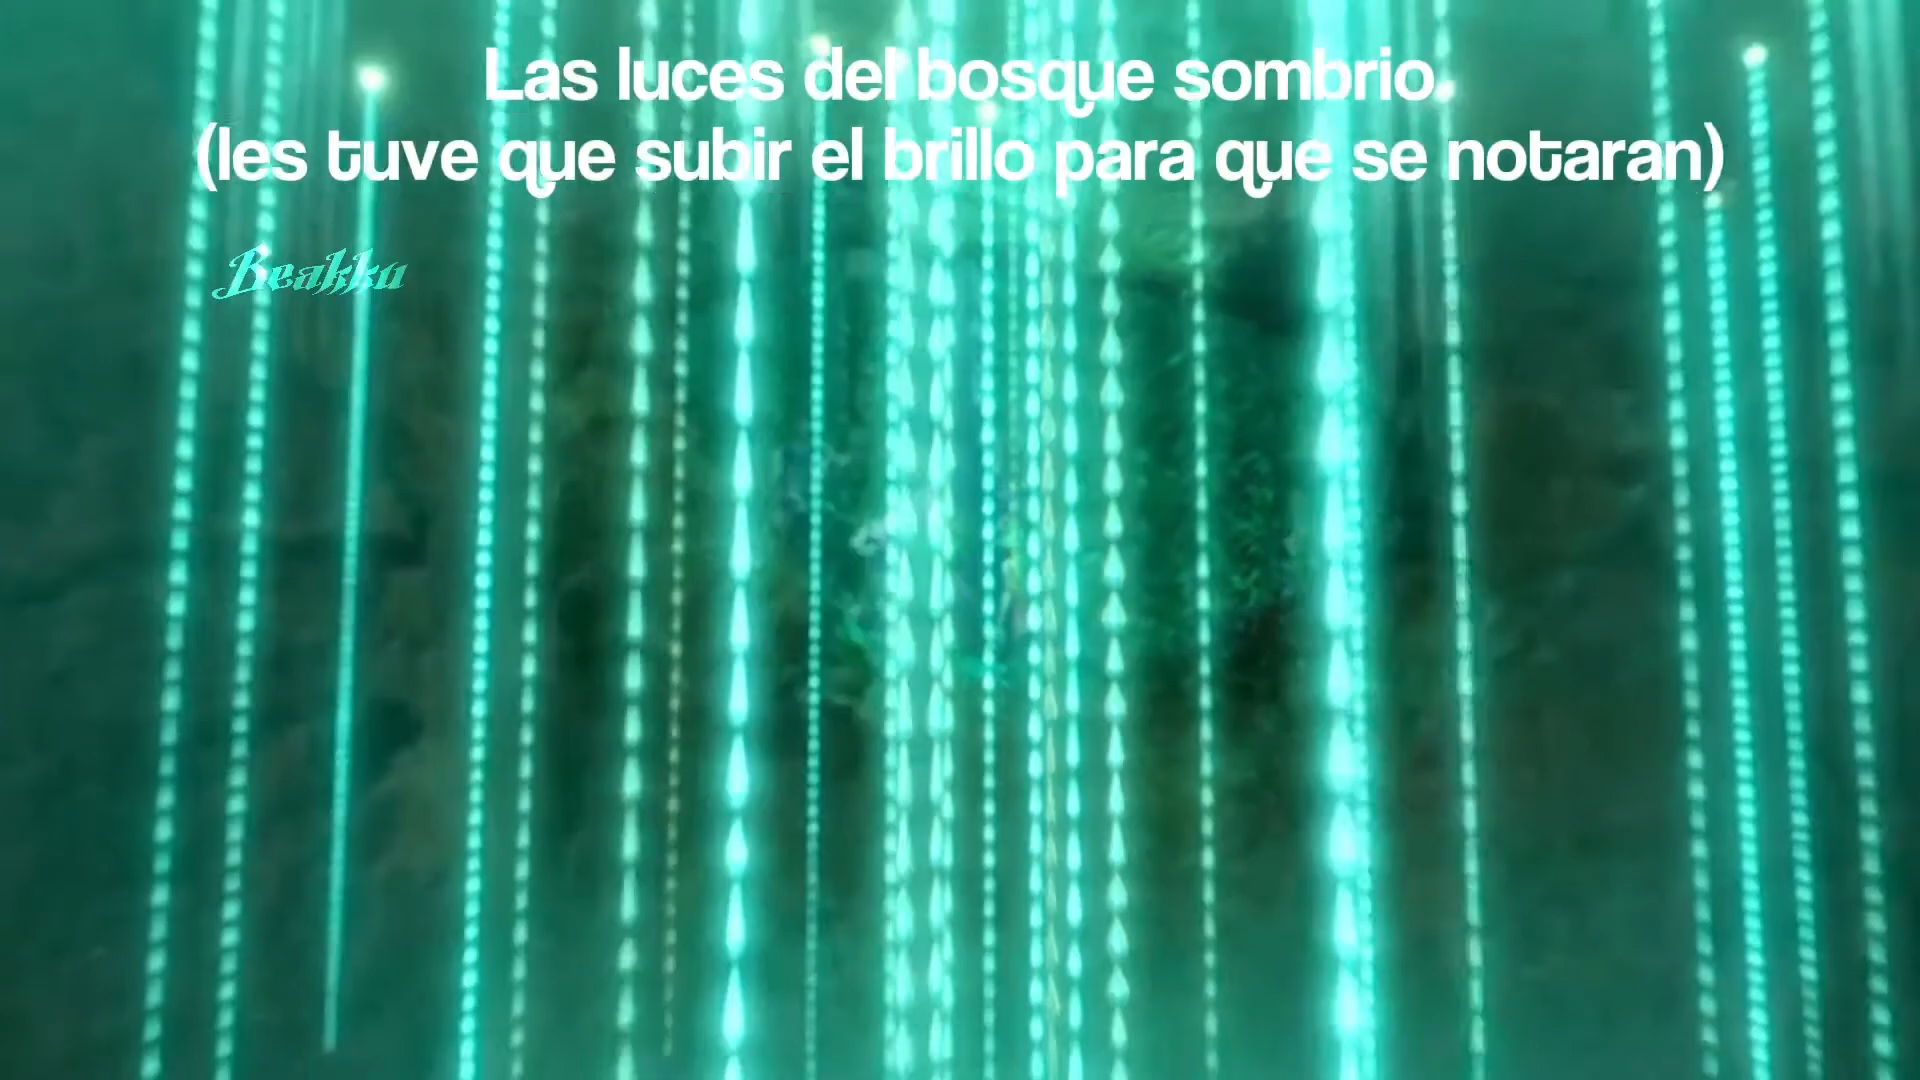 Las luces del bosque sombrio.
(les tuve que subir el brillo para que se notaran)
Beakku